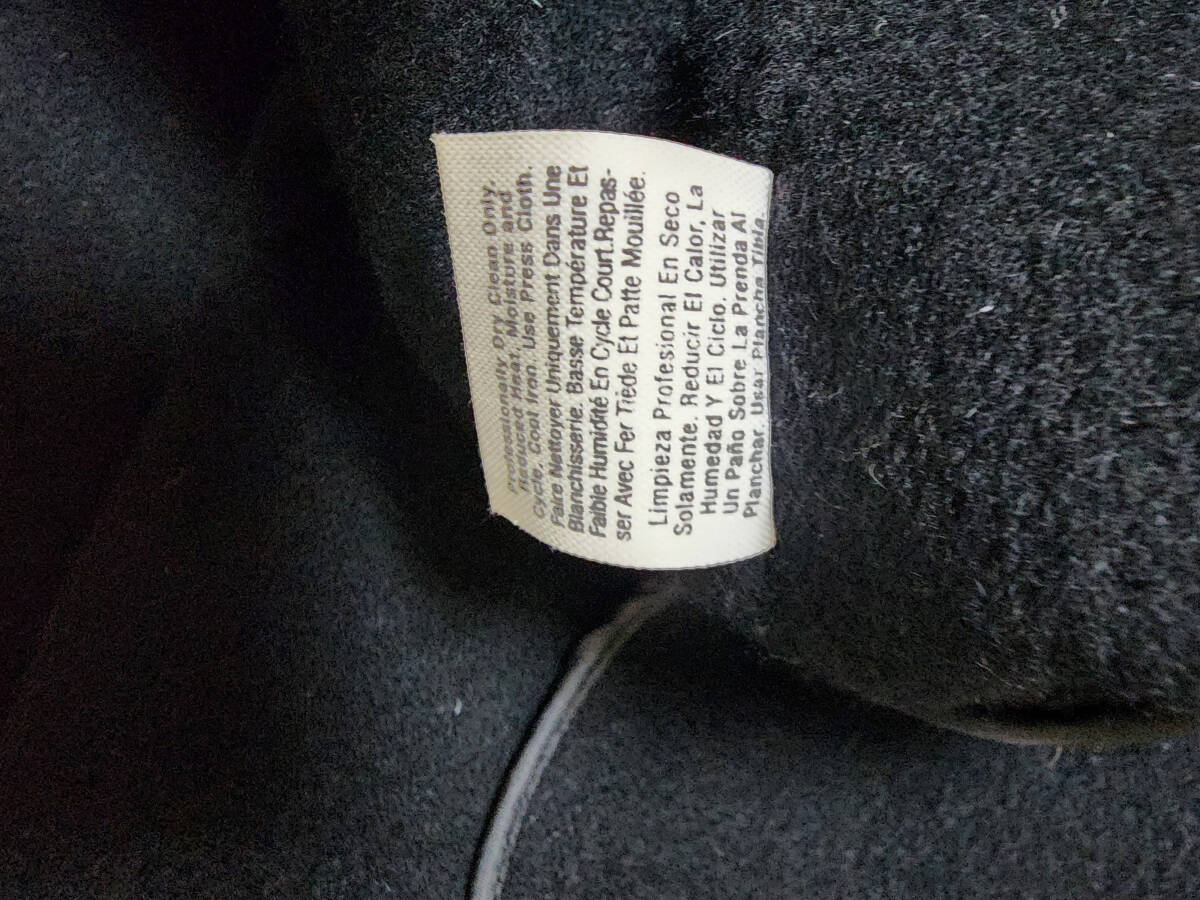 Professionally Dry Clean Only.
Reduced Heat, Moisture and
Cycle. Cool Iron. Use Press Cloth.
Faire Nettoyer Uniquement Dans Une
Blanchisserie. Basse Température Et
Faible Humidité En Cycle Court.Repas-
ser Avec Fer Tiède Et Patte Mouillée.
Limpieza Profesional En Seco
Solamente. Reducir El Calor, La
Humedad Y El Ciclo. Utilizar
Un Paño Sobre La Prenda Al
Planchar. Usar Plancha Tibia.